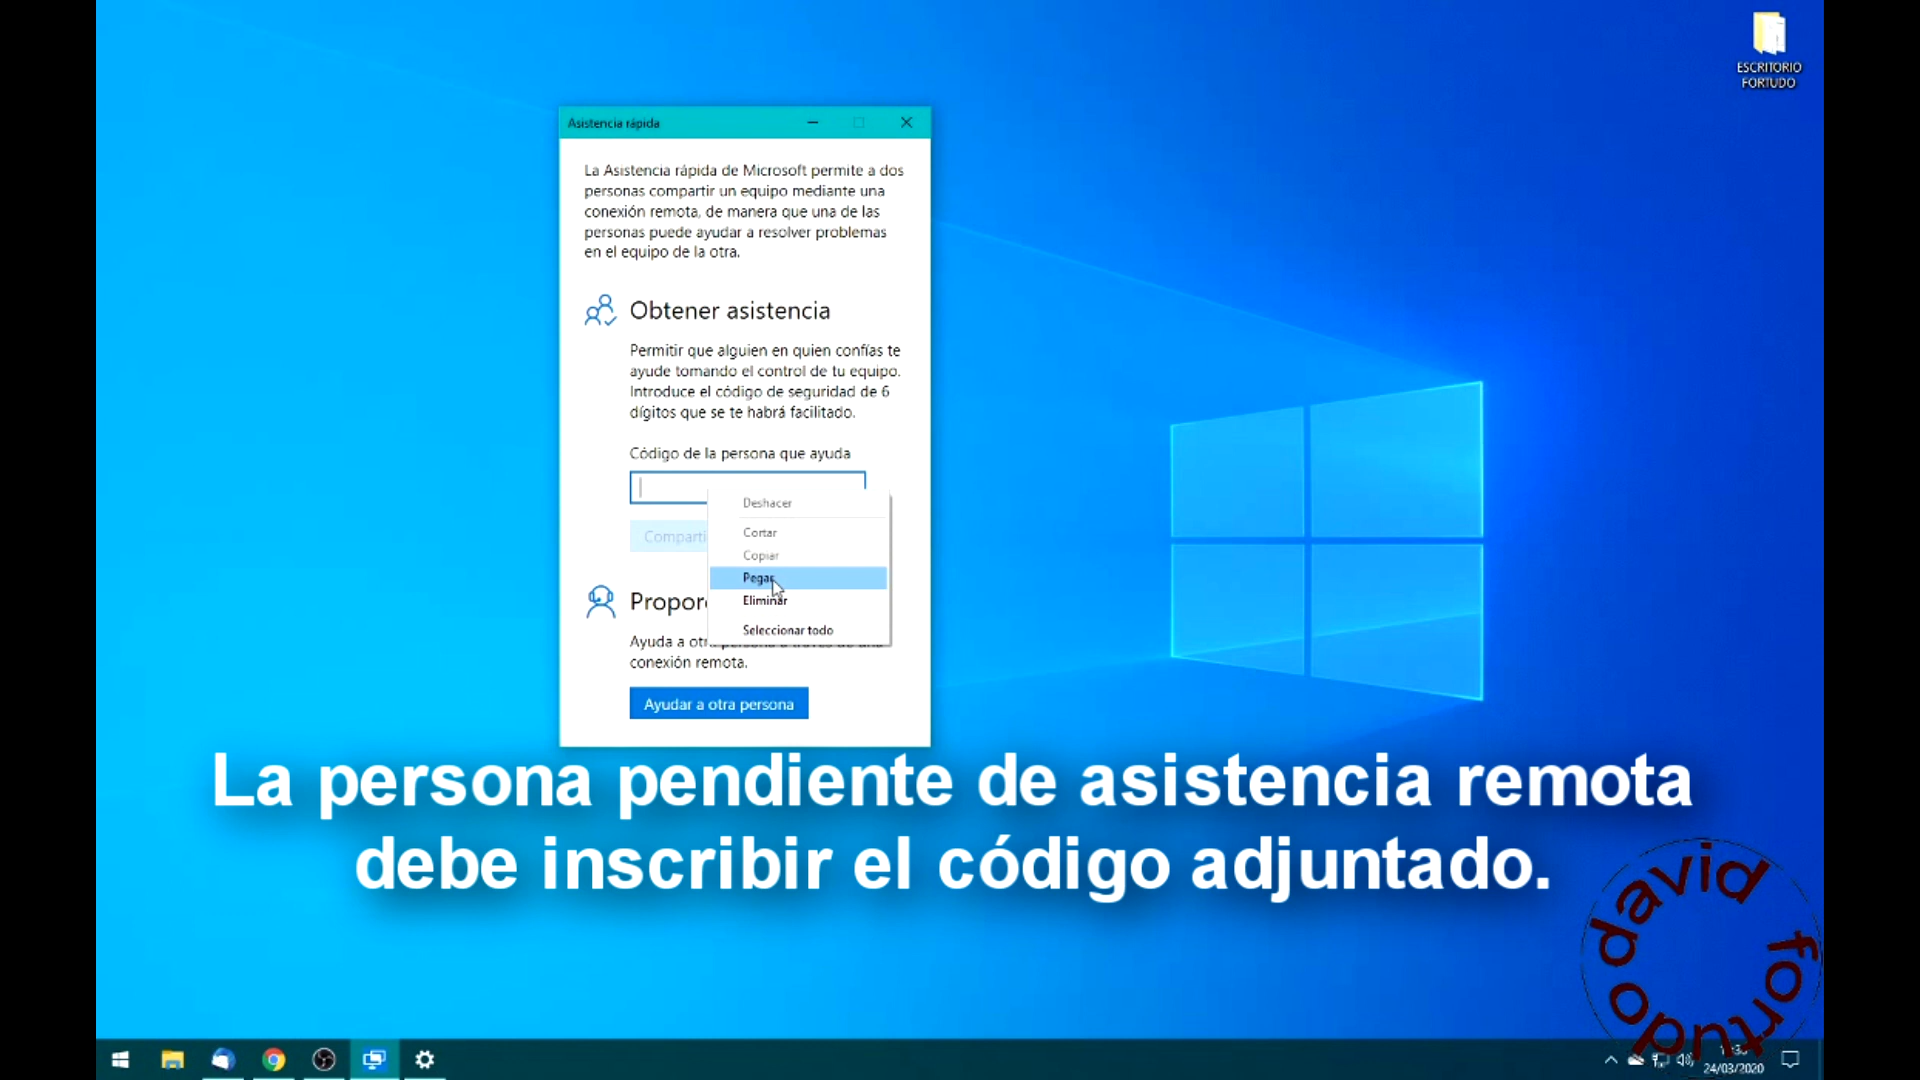 ESCRITORIO
FORTUDO
Asistencia rápida
La Asistencia rápida de Microsoft permite a dos
personas compartir un equipo mediante una
conexión remota, de manera que una de las
personas puede ayudar a resolver problemas
en el equipo de la otra.
Obtener asistencia
Permitir que alguien en quien confías te
ayude tomando el control de tu equipo.
Introduce el código de seguridad de 6
dígitos que se te habrá facilitado.
Código de la persona que ayuda
Deshacer
Cortar
Copiar
Pegar
Eliminar
Seleccionar todo
Ayuda a
conexión remota.
Ayudar a otra persona
La persona pendiente de asistencia remota
debe inscribir el código adjuntado.
david fortudo
24/03/2020